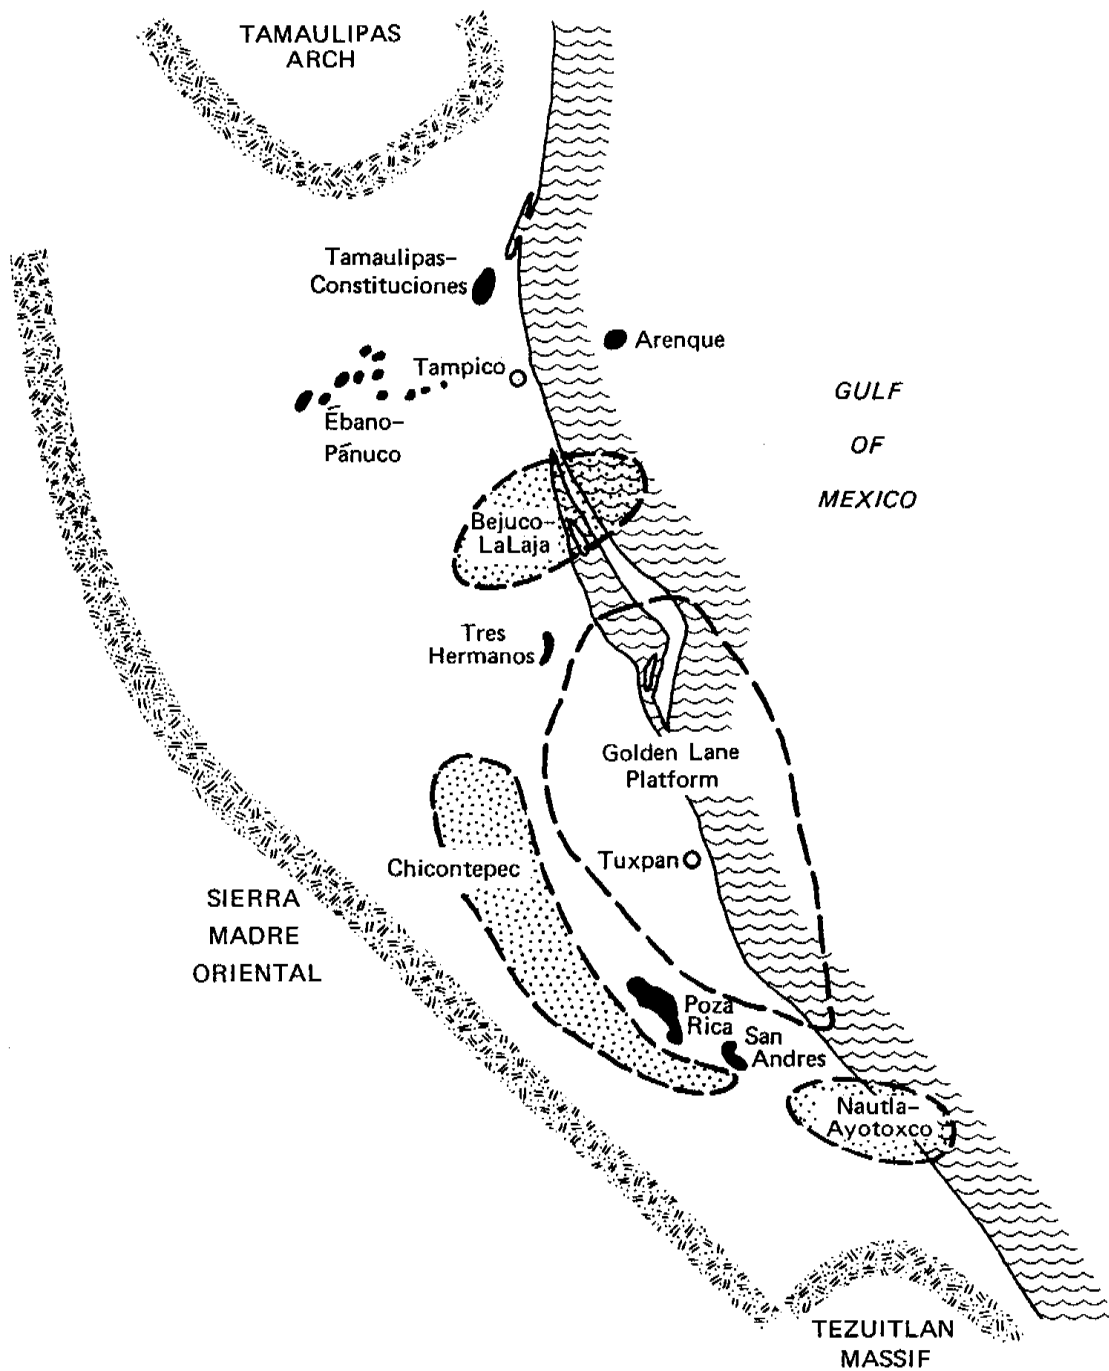 TAMAULIPAS
ARCH
Tamaulipas–
Constituciones
Arenque
Tampico
GULF
OF
MEXICO
Ébano–
Pánuco
Bejuco–
LaLaja
Tres
Hermanos
Golden Lane
Platform
Chicontepec
Tuxpan
SIERRA
MADRE
ORIENTAL
Poza
Rica
San
Andres
Nautla–
Ayotoxco
TEZUITLAN
MASSIF